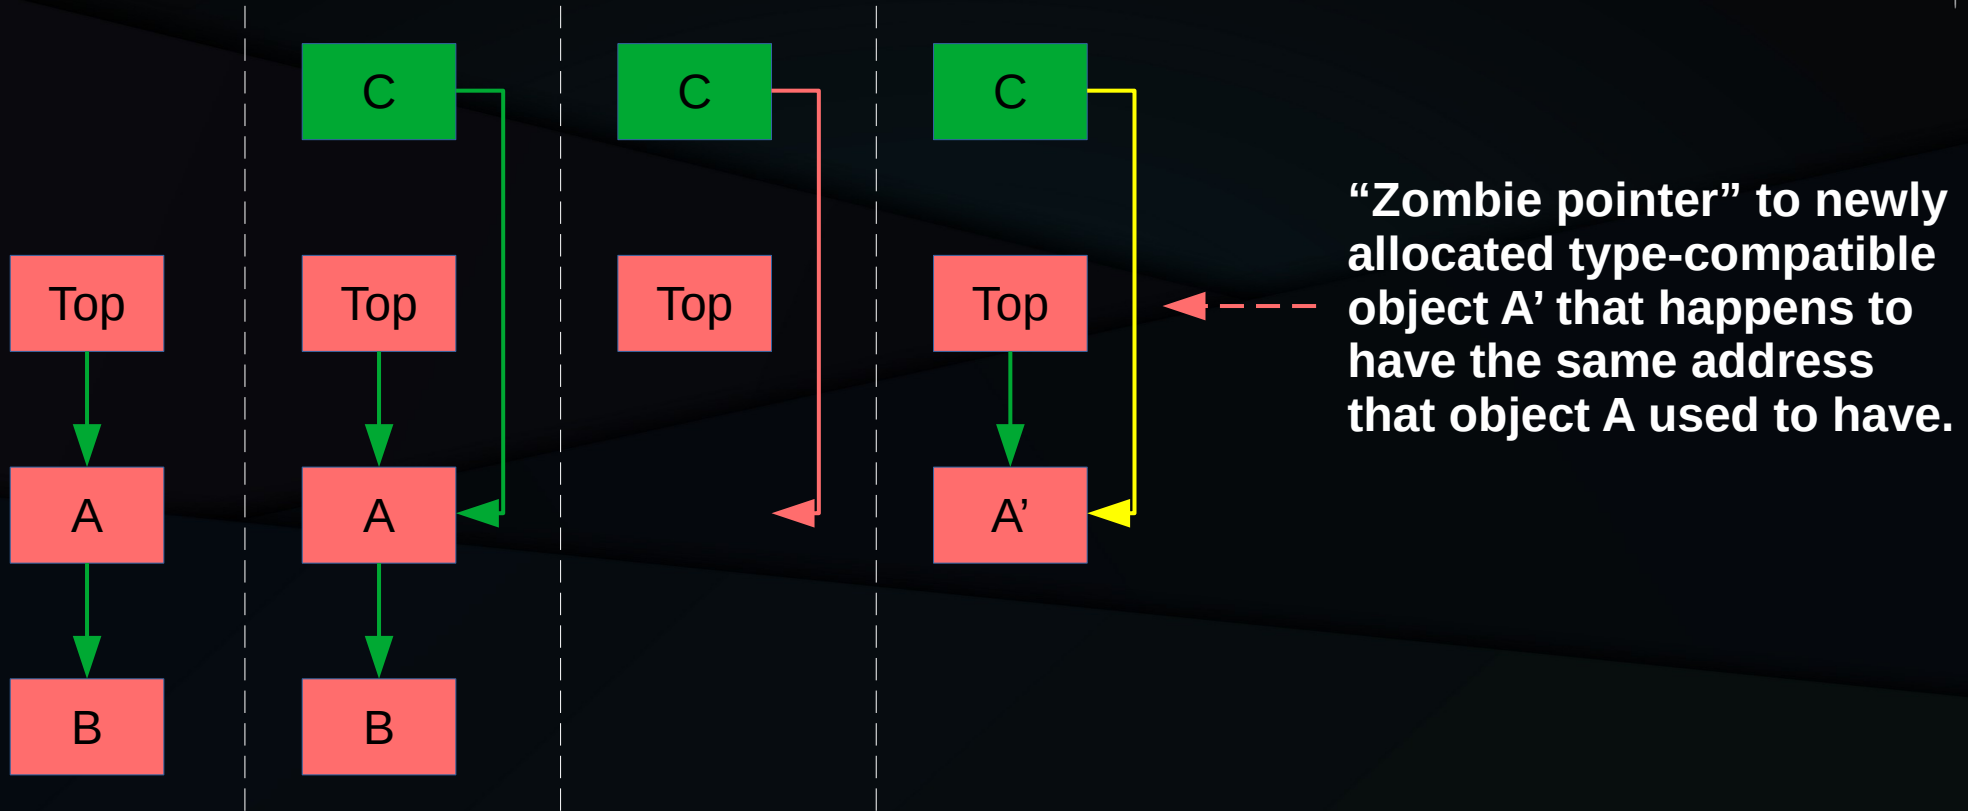 C
C
C
Top
Top
Top
Top
“Zombie pointer” to newly
allocated type-compatible
object A’ that happens to
have the same address
that object A used to have.
A
A
A’
B
B